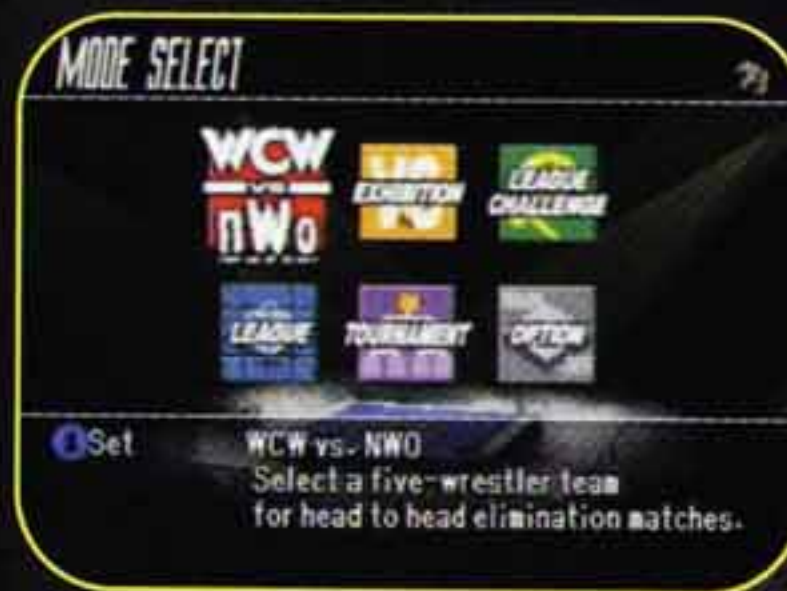 MODE SELECT
WCW
VS
nWo
EXHIBITION
LEAGUE
CHALLENGE
LEAGUE
TOURNAMENT
OPTION
Set
WCW vs. NWO
Select a five-wrestler team
for head to head elimination matches.